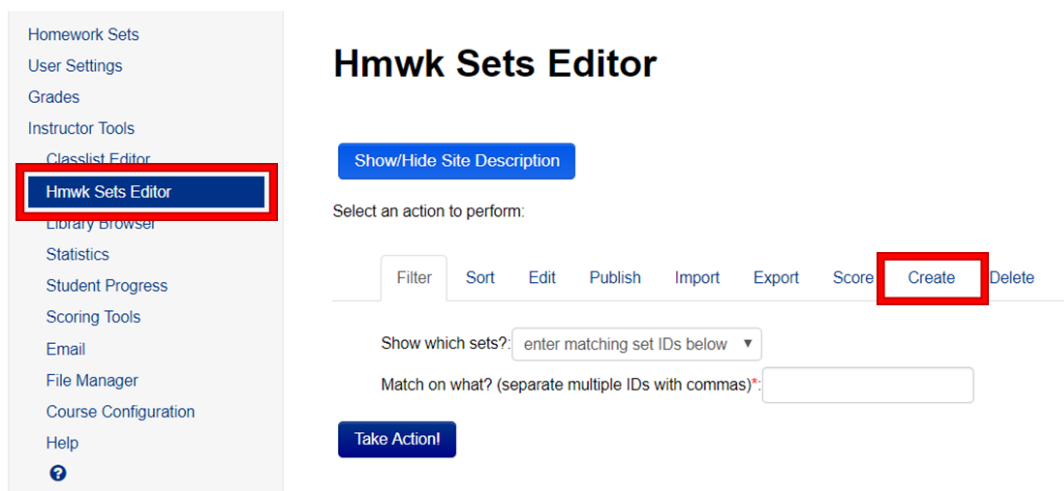 Homework Sets
User Settings
Grades
Instructor Tools
Classlist Editor
Hmwk Sets Editor
Library Browser
Statistics
Student Progress
Scoring Tools
Email
File Manager
Course Configuration
Help
?
Hmwk Sets Editor
Show/Hide Site Description
Select an action to perform:
Filter Sort Edit Publish Import Export Score Create Delete
Show which sets?: enter matching set IDs below
Match on what? (separate multiple IDs with commas)*:
Take Action!